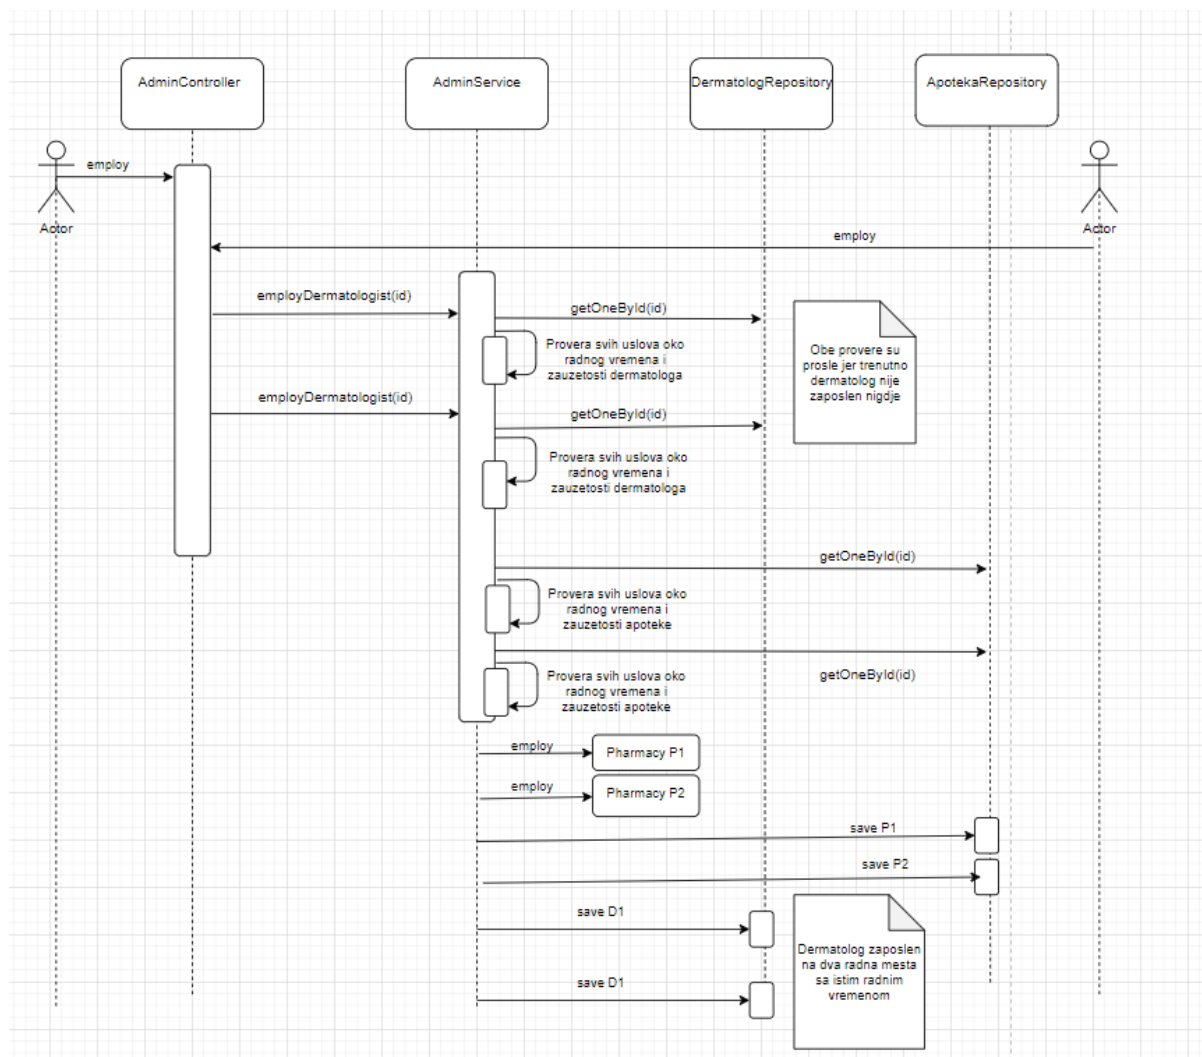 AdminController
AdminService
DermatologRepository
ApotekaRepository
employ
Actor
Actor
employ
employDermatologist(id)
getOneById(id)
Provera svih uslova oko
radnog vremena i
zauzetosti dermatologa
Obe provere su
prosle jer trenutno
dermatolog nije
zaposlen nigdje
employDermatologist(id)
getOneById(id)
Provera svih uslova oko
radnog vremena i
zauzetosti dermatologa
getOneById(id)
Provera svih uslova oko
radnog vremena i
zauzetosti apoteke
getOneById(id)
Provera svih uslova oko
radnog vremena i
zauzetosti apoteke
employ
Pharmacy P1
employ
Pharmacy P2
save P1
save P2
save D1
Dermatolog zaposlen
na dva radna mesta
sa istim radnim
vremenom
save D1